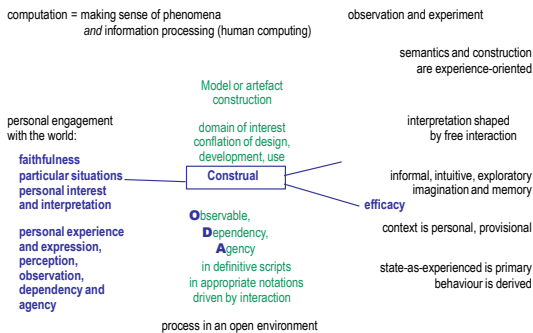 computation = making sense of phenomena
and information processing (human computing)
observation and experiment
semantics and construction
are experience-oriented
Model or artefact
construction
personal engagement
with the world:
domain of interest
conflation of design,
development, use
interpretation shaped
by free interaction
faithfulness
particular situations
personal interest
and interpretation
Construal
informal, intuitive, exploratory
imagination and memory
efficacy
Observable,
Dependency,
Agency
context is personal, provisional
personal experience
and expression,
perception,
observation,
dependency and
agency
in definitive scripts
in appropriate notations
driven by interaction
state-as-experienced is primary
behaviour is derived
process in an open environment